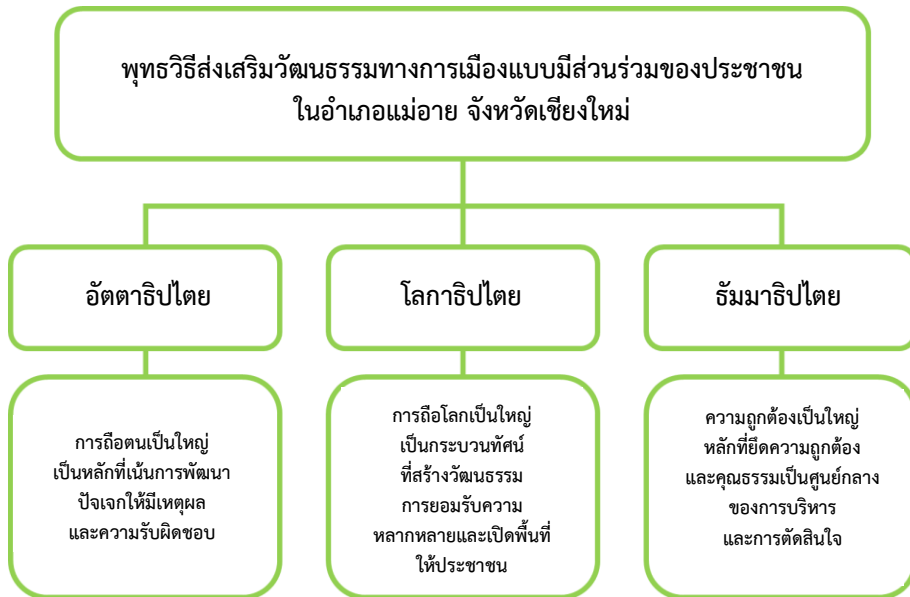 พุทธวิธีส่งเสริมวัฒนธรรมทางการเมืองแบบมีส่วนร่วมของประชาชน
ในอำเภอแม่อาย จังหวัดเชียงใหม่
อัตตาธิปไตย
โลกาธิปไตย
ธัมมาธิปไตย
การถือตนเป็นใหญ่
เป็นหลักที่เน้นการพัฒนา
ปัจเจกให้มีเหตุผล
และความรับผิดชอบ
การถือโลกเป็นใหญ่
เป็นกระบวนทัศน์
ที่สร้างวัฒนธรรม
การยอมรับความ
หลากหลายและเปิดพื้นที่
ให้ประชาชน
ความถูกต้องเป็นใหญ่
หลักที่ยึดความถูกต้อง
และคุณธรรมเป็นศูนย์กลาง
ของการบริหาร
และการตัดสินใจ